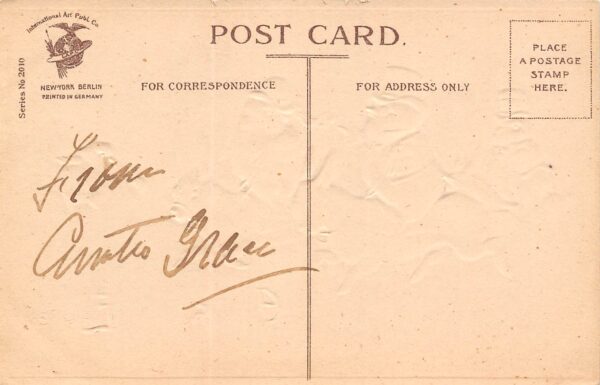 International Art Publ. Co.
NEW-YORK BERLIN
PRINTED IN GERMANY
Series No 2010
POST CARD.
FOR CORRESPONDENCE
FOR ADDRESS ONLY
PLACE
A POSTAGE
STAMP
HERE.
From
Grace